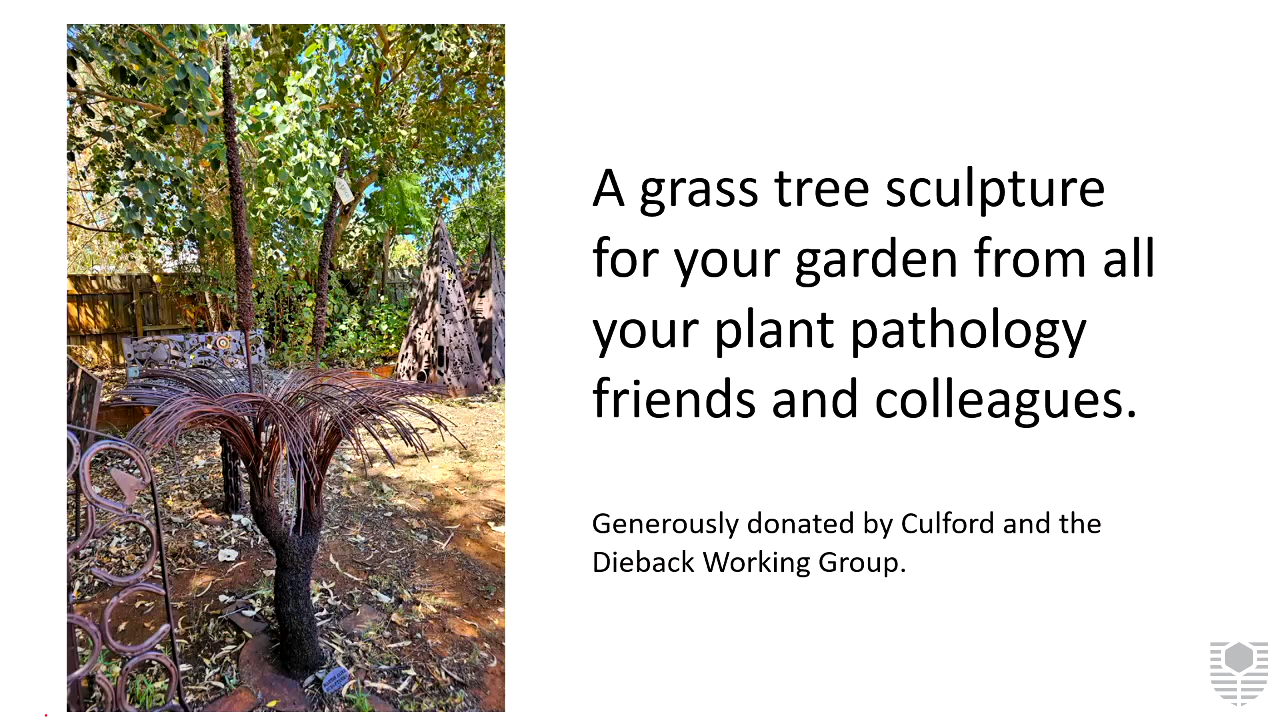 A grass tree sculpture
for your garden from all
your plant pathology
friends and colleagues.
Generously donated by Culford and the
Dieback Working Group.